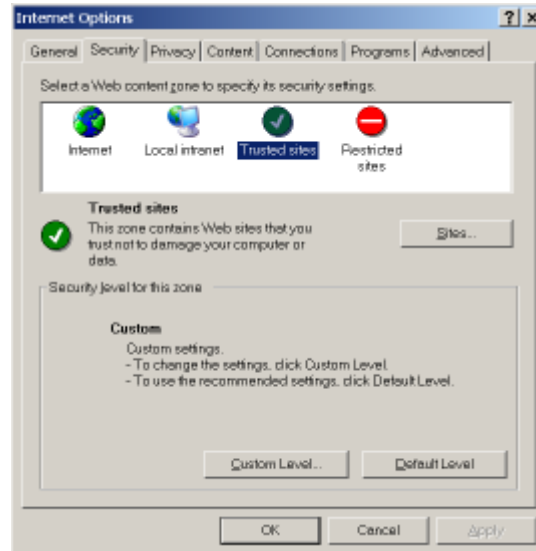 Internet Options
? x
General Security Privacy Content Connections Programs Advanced
Select a Web content zone to specify its security settings.
Internet Local intranet Trusted sites Restricted
sites
Trusted sites
This zone contains Web sites that you
trust not to damage your computer or
data.
Sites...
Security level for this zone
Custom
Custom settings.
- To change the settings, click Custom Level.
- To use the recommended settings, click Default Level.
Custom Level... Default Level
OK Cancel Apply